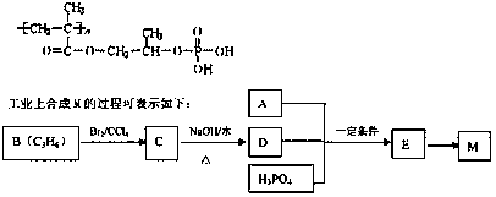 CH₃
CH₃
─[CH₂─C─]ₙ
O=C─O─CH₂─CH─O─P─OH
O
OH
工业上合成M的过程可表示如下:
A
B(C₃H₆) Br₂/CCl₄ C NaOH/水 △ D 一定条件 E M
H₃PO₄